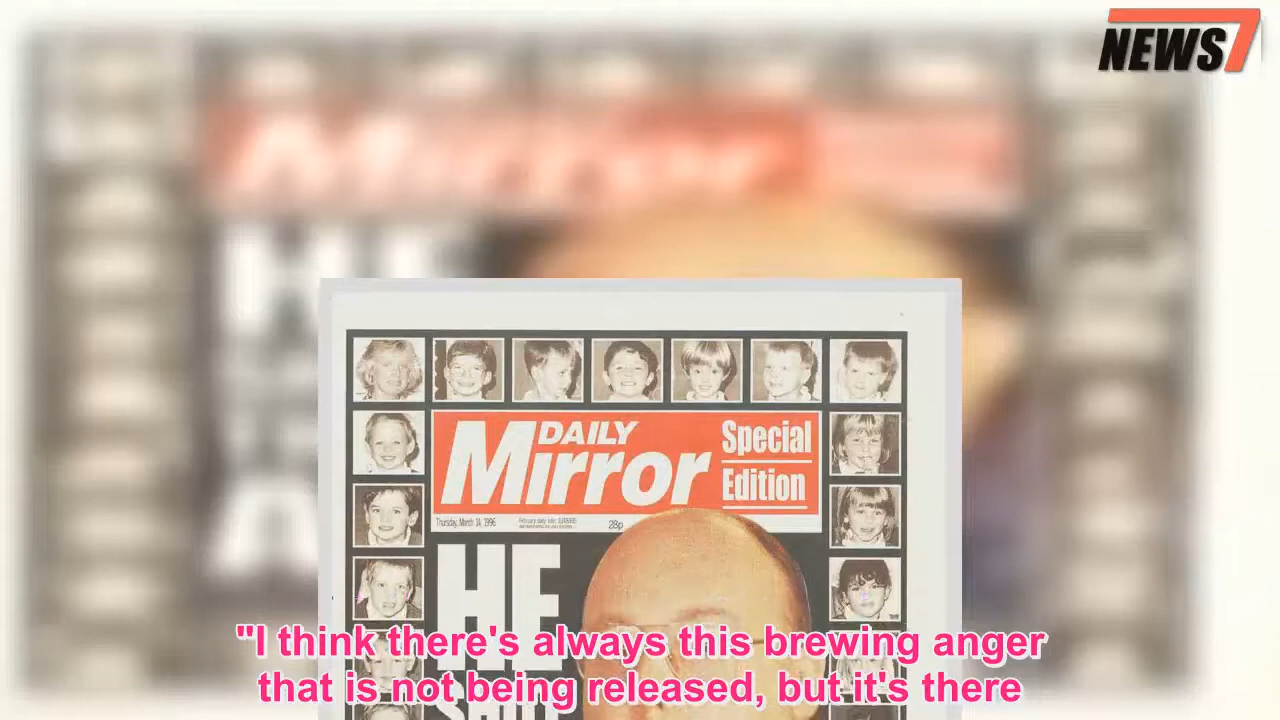 NEWS7
DAILY
Mirror
Special
Edition
Thursday, March 14, 1996
28p
HE
"I think there's always this brewing anger
that is not being released, but it's there